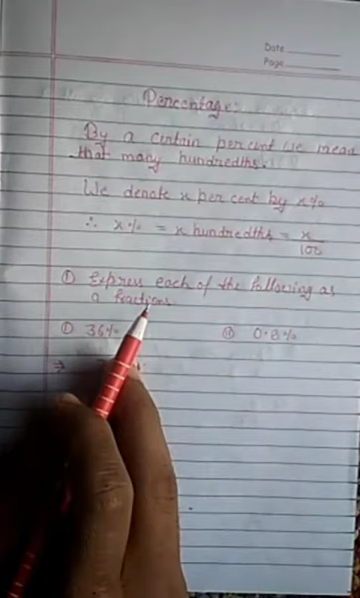 Date
Page
Percentage:
By a certain per cent we mean
that many hundredths.
We denote x per cent by x%
∴ x% = x hundredths = x/100
① Express each of the following as
a fractions
① 36% ⑪ 0.8%
⇒